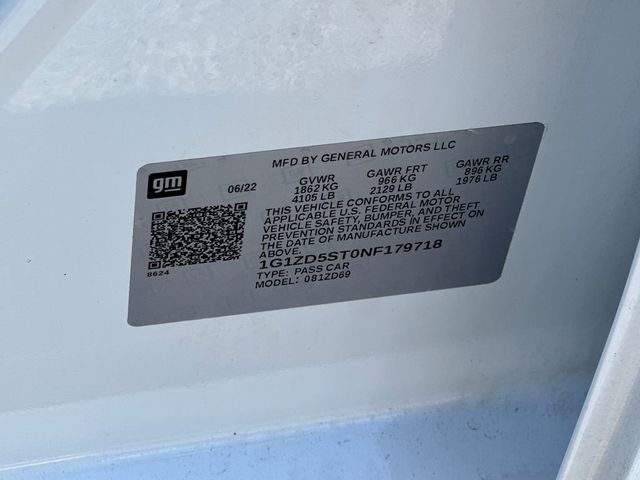 MFD BY GENERAL MOTORS LLC
gm
06/22
GVWR GAWR FRT GAWR RR
1862 KG 966 KG 896 KG
4105 LB 2129 LB 1976 LB
THIS VEHICLE CONFORMS TO ALL
APPLICABLE U.S. FEDERAL MOTOR
VEHICLE SAFETY, BUMPER, AND THEFT
PREVENTION STANDARDS IN EFFECT ON
THE DATE OF MANUFACTURE SHOWN
ABOVE.
1G1ZD5ST0NF179718
8624
TYPE: PASS CAR
MODEL: 081ZD69